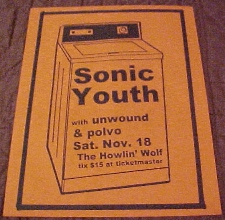 Sonic
Youth
with unwound
& polvo
Sat. Nov. 18
The Howlin' Wolf
tix $15 at ticketmaster